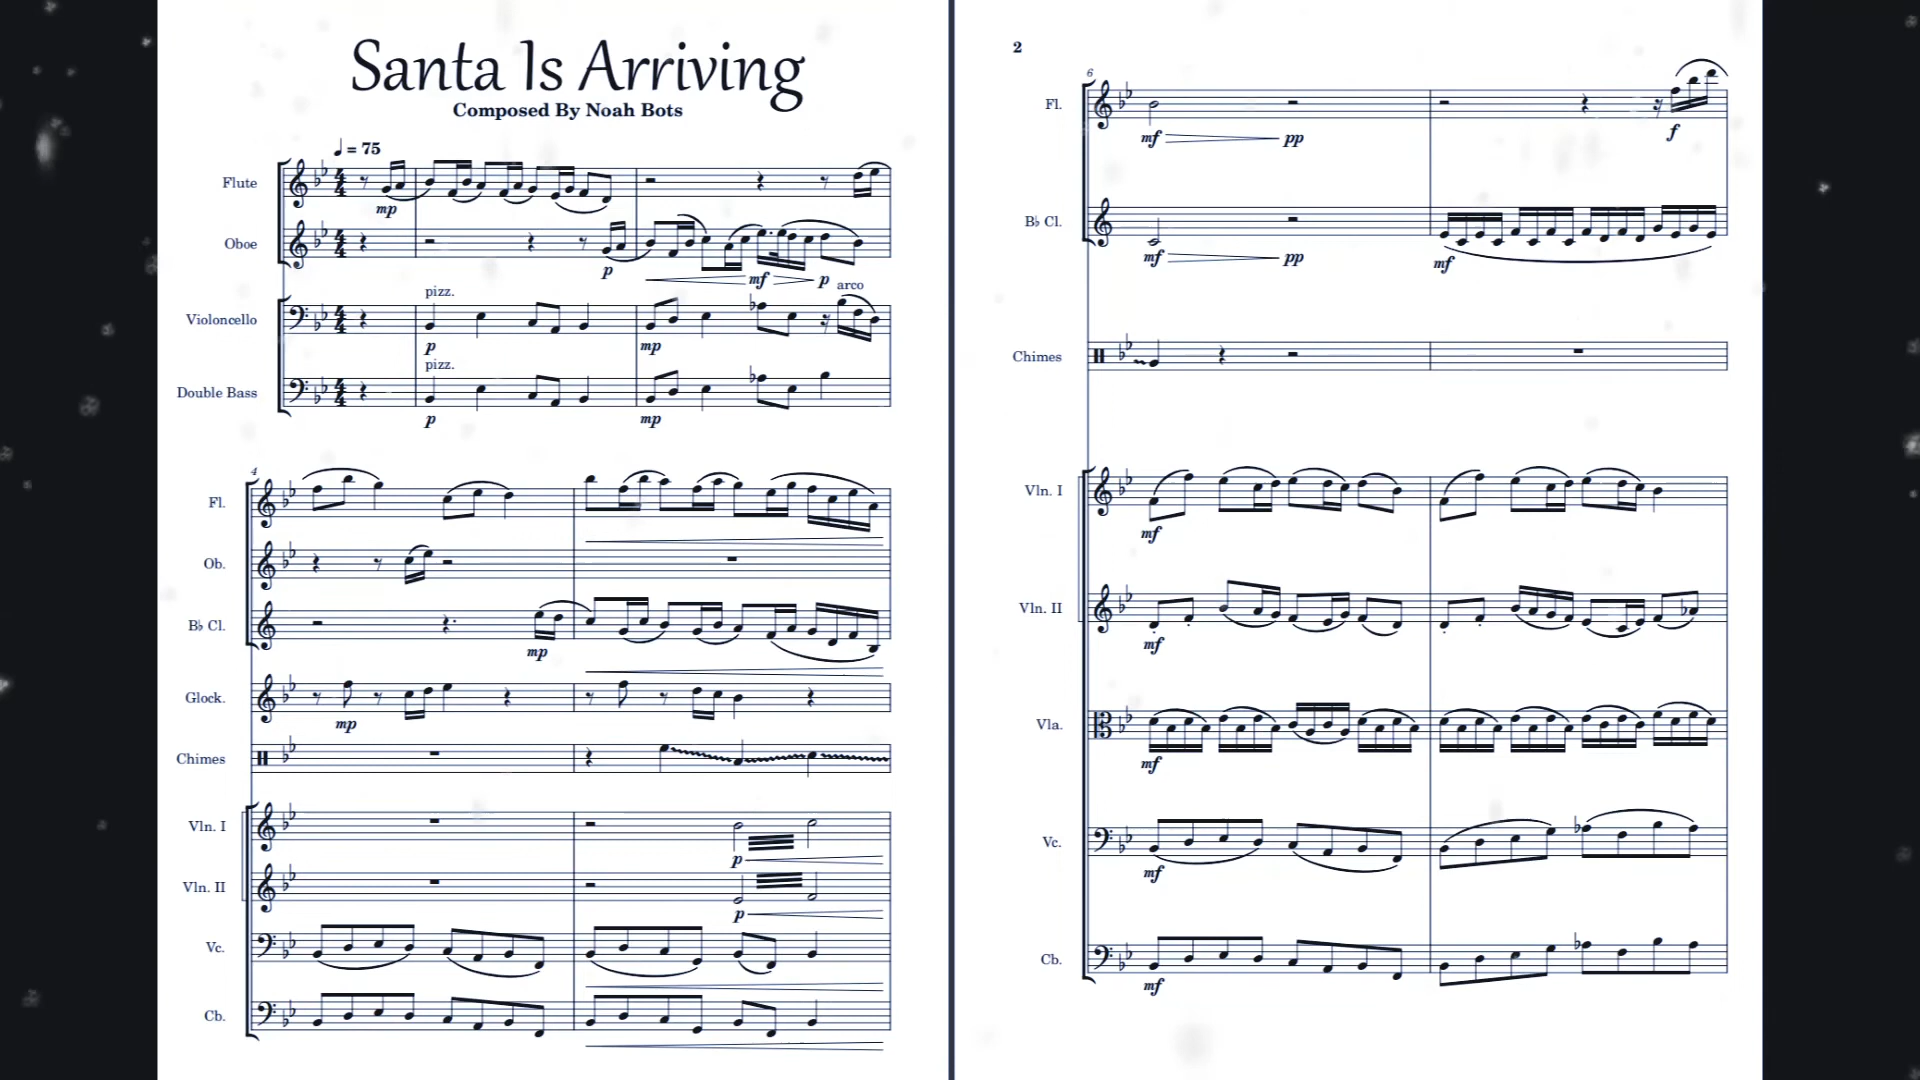 Santa Is Arriving
Composed By Noah Bots
♩ = 75
Flute
mp
Oboe
p mf p
pizz. arco
Violoncello
p mp
pizz.
Double Bass
p mp
4
Fl.
Ob.
B♭ Cl.
mp
Glock.
mp
Chimes
Vln. I
p
Vln. II
p
Vc.
Cb.
2
6
Fl.
mf pp f
B♭ Cl.
mf pp mf
Chimes
Vln. I
mf
Vln. II
mf
Vla.
mf
Vc.
mf
Cb.
mf